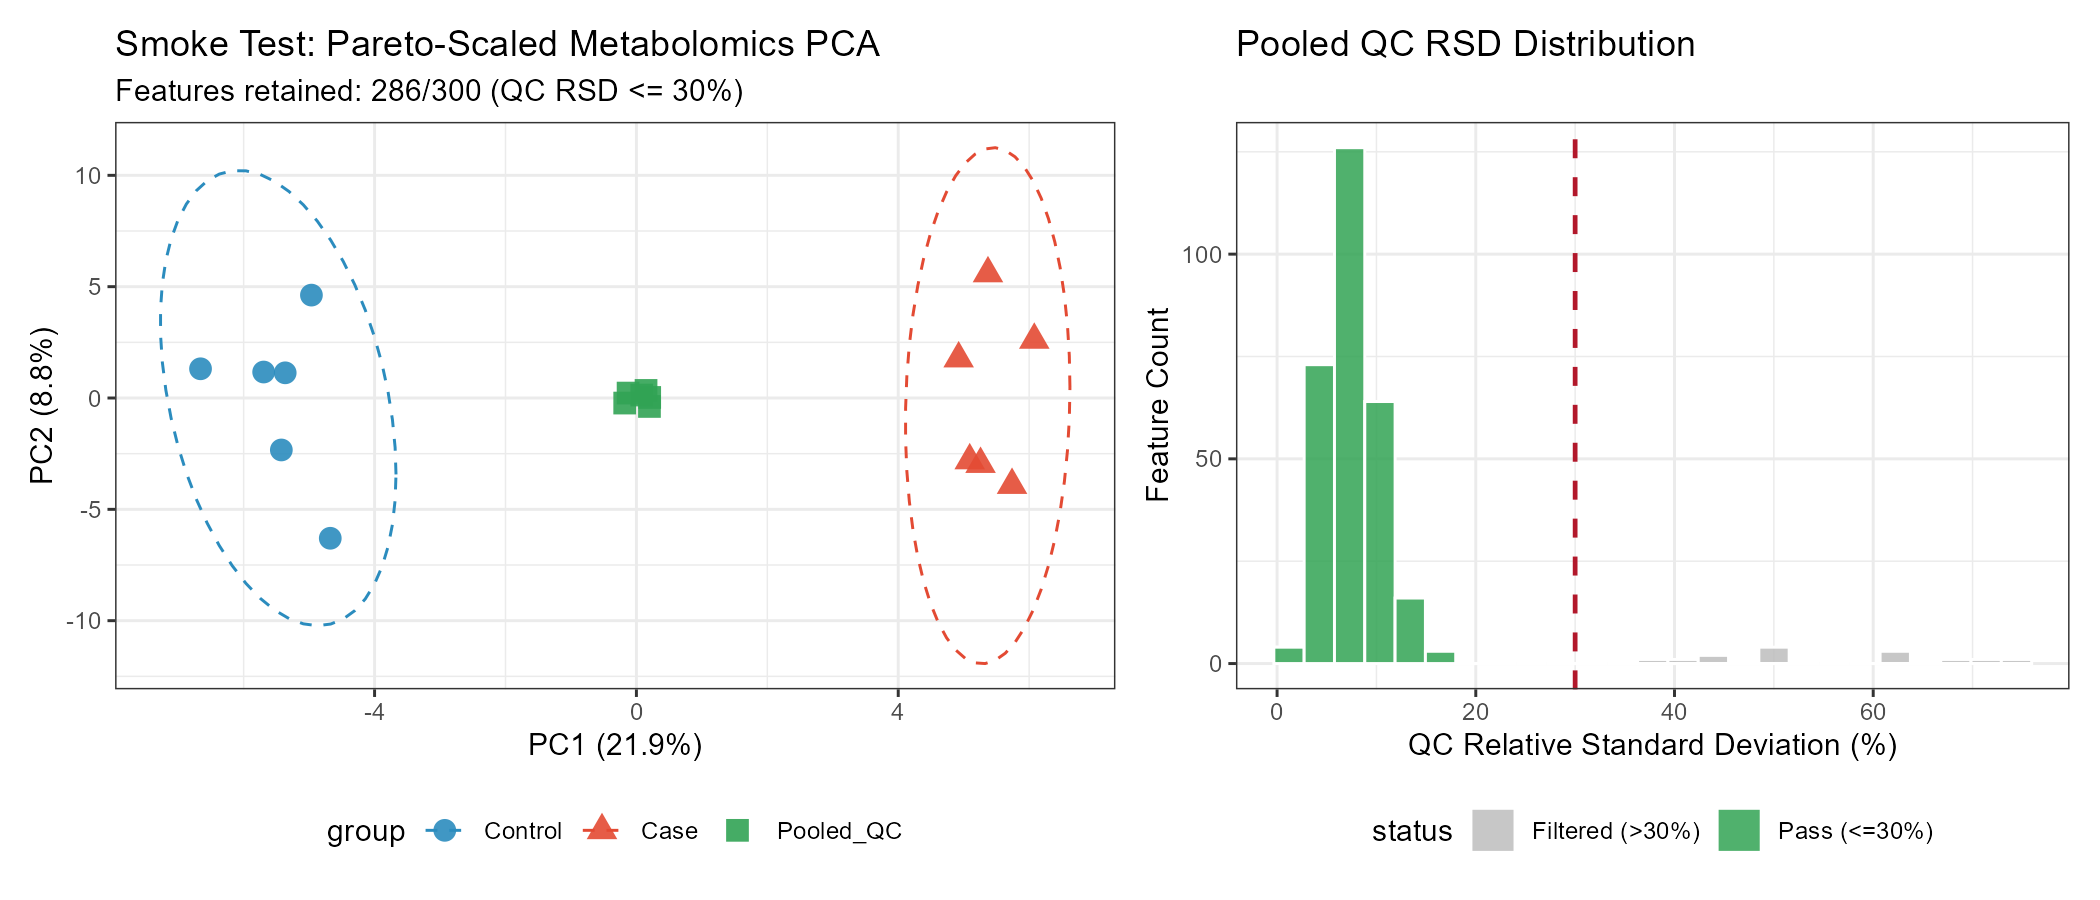 Smoke Test: Pareto-Scaled Metabolomics PCA
Features retained: 286/300 (QC RSD <= 30%)
PC2 (8.8%)
10
5
0
-5
-10
-4
0
4
PC1 (21.9%)
group
Control
Case
Pooled_QC
Pooled QC RSD Distribution
Feature Count
100
50
0
0
20
40
60
QC Relative Standard Deviation (%)
status
Filtered (>30%)
Pass (<=30%)